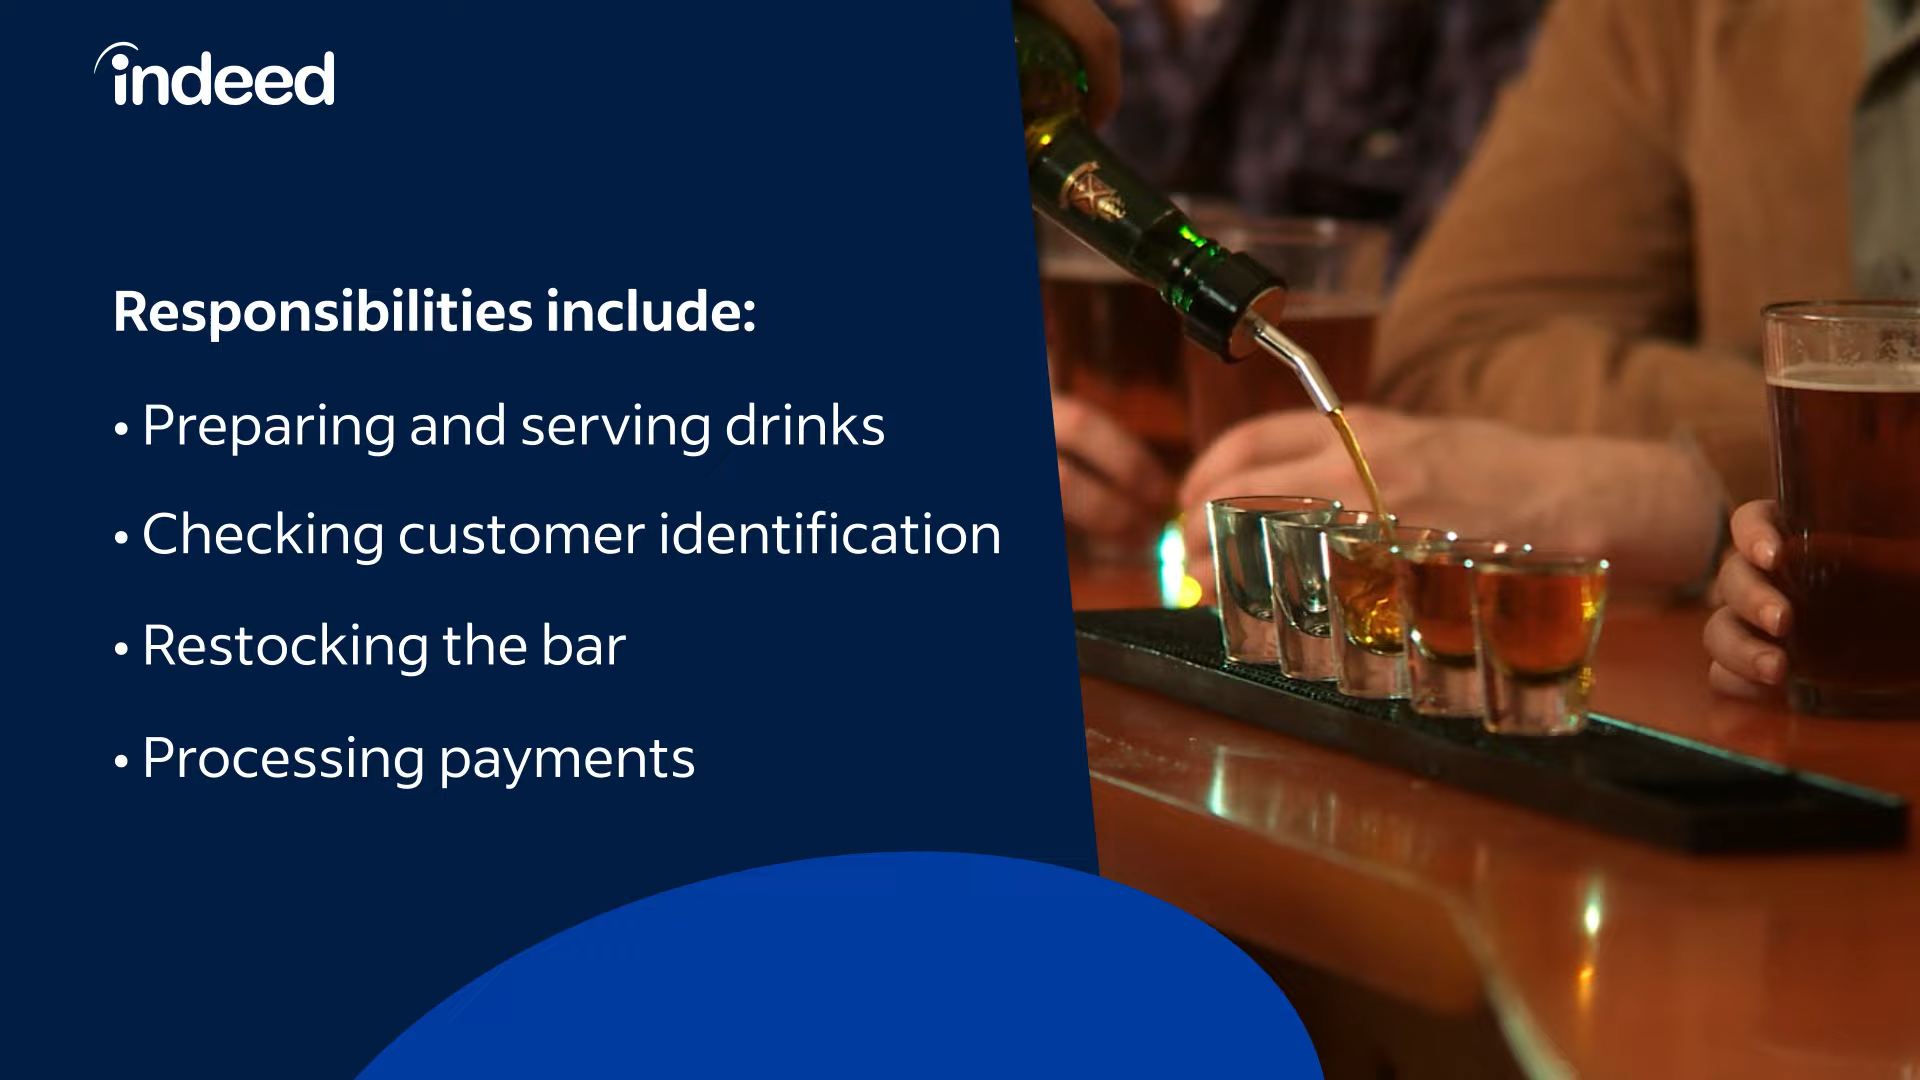 indeed
Responsibilities include:
• Preparing and serving drinks
• Checking customer identification
• Restocking the bar
• Processing payments